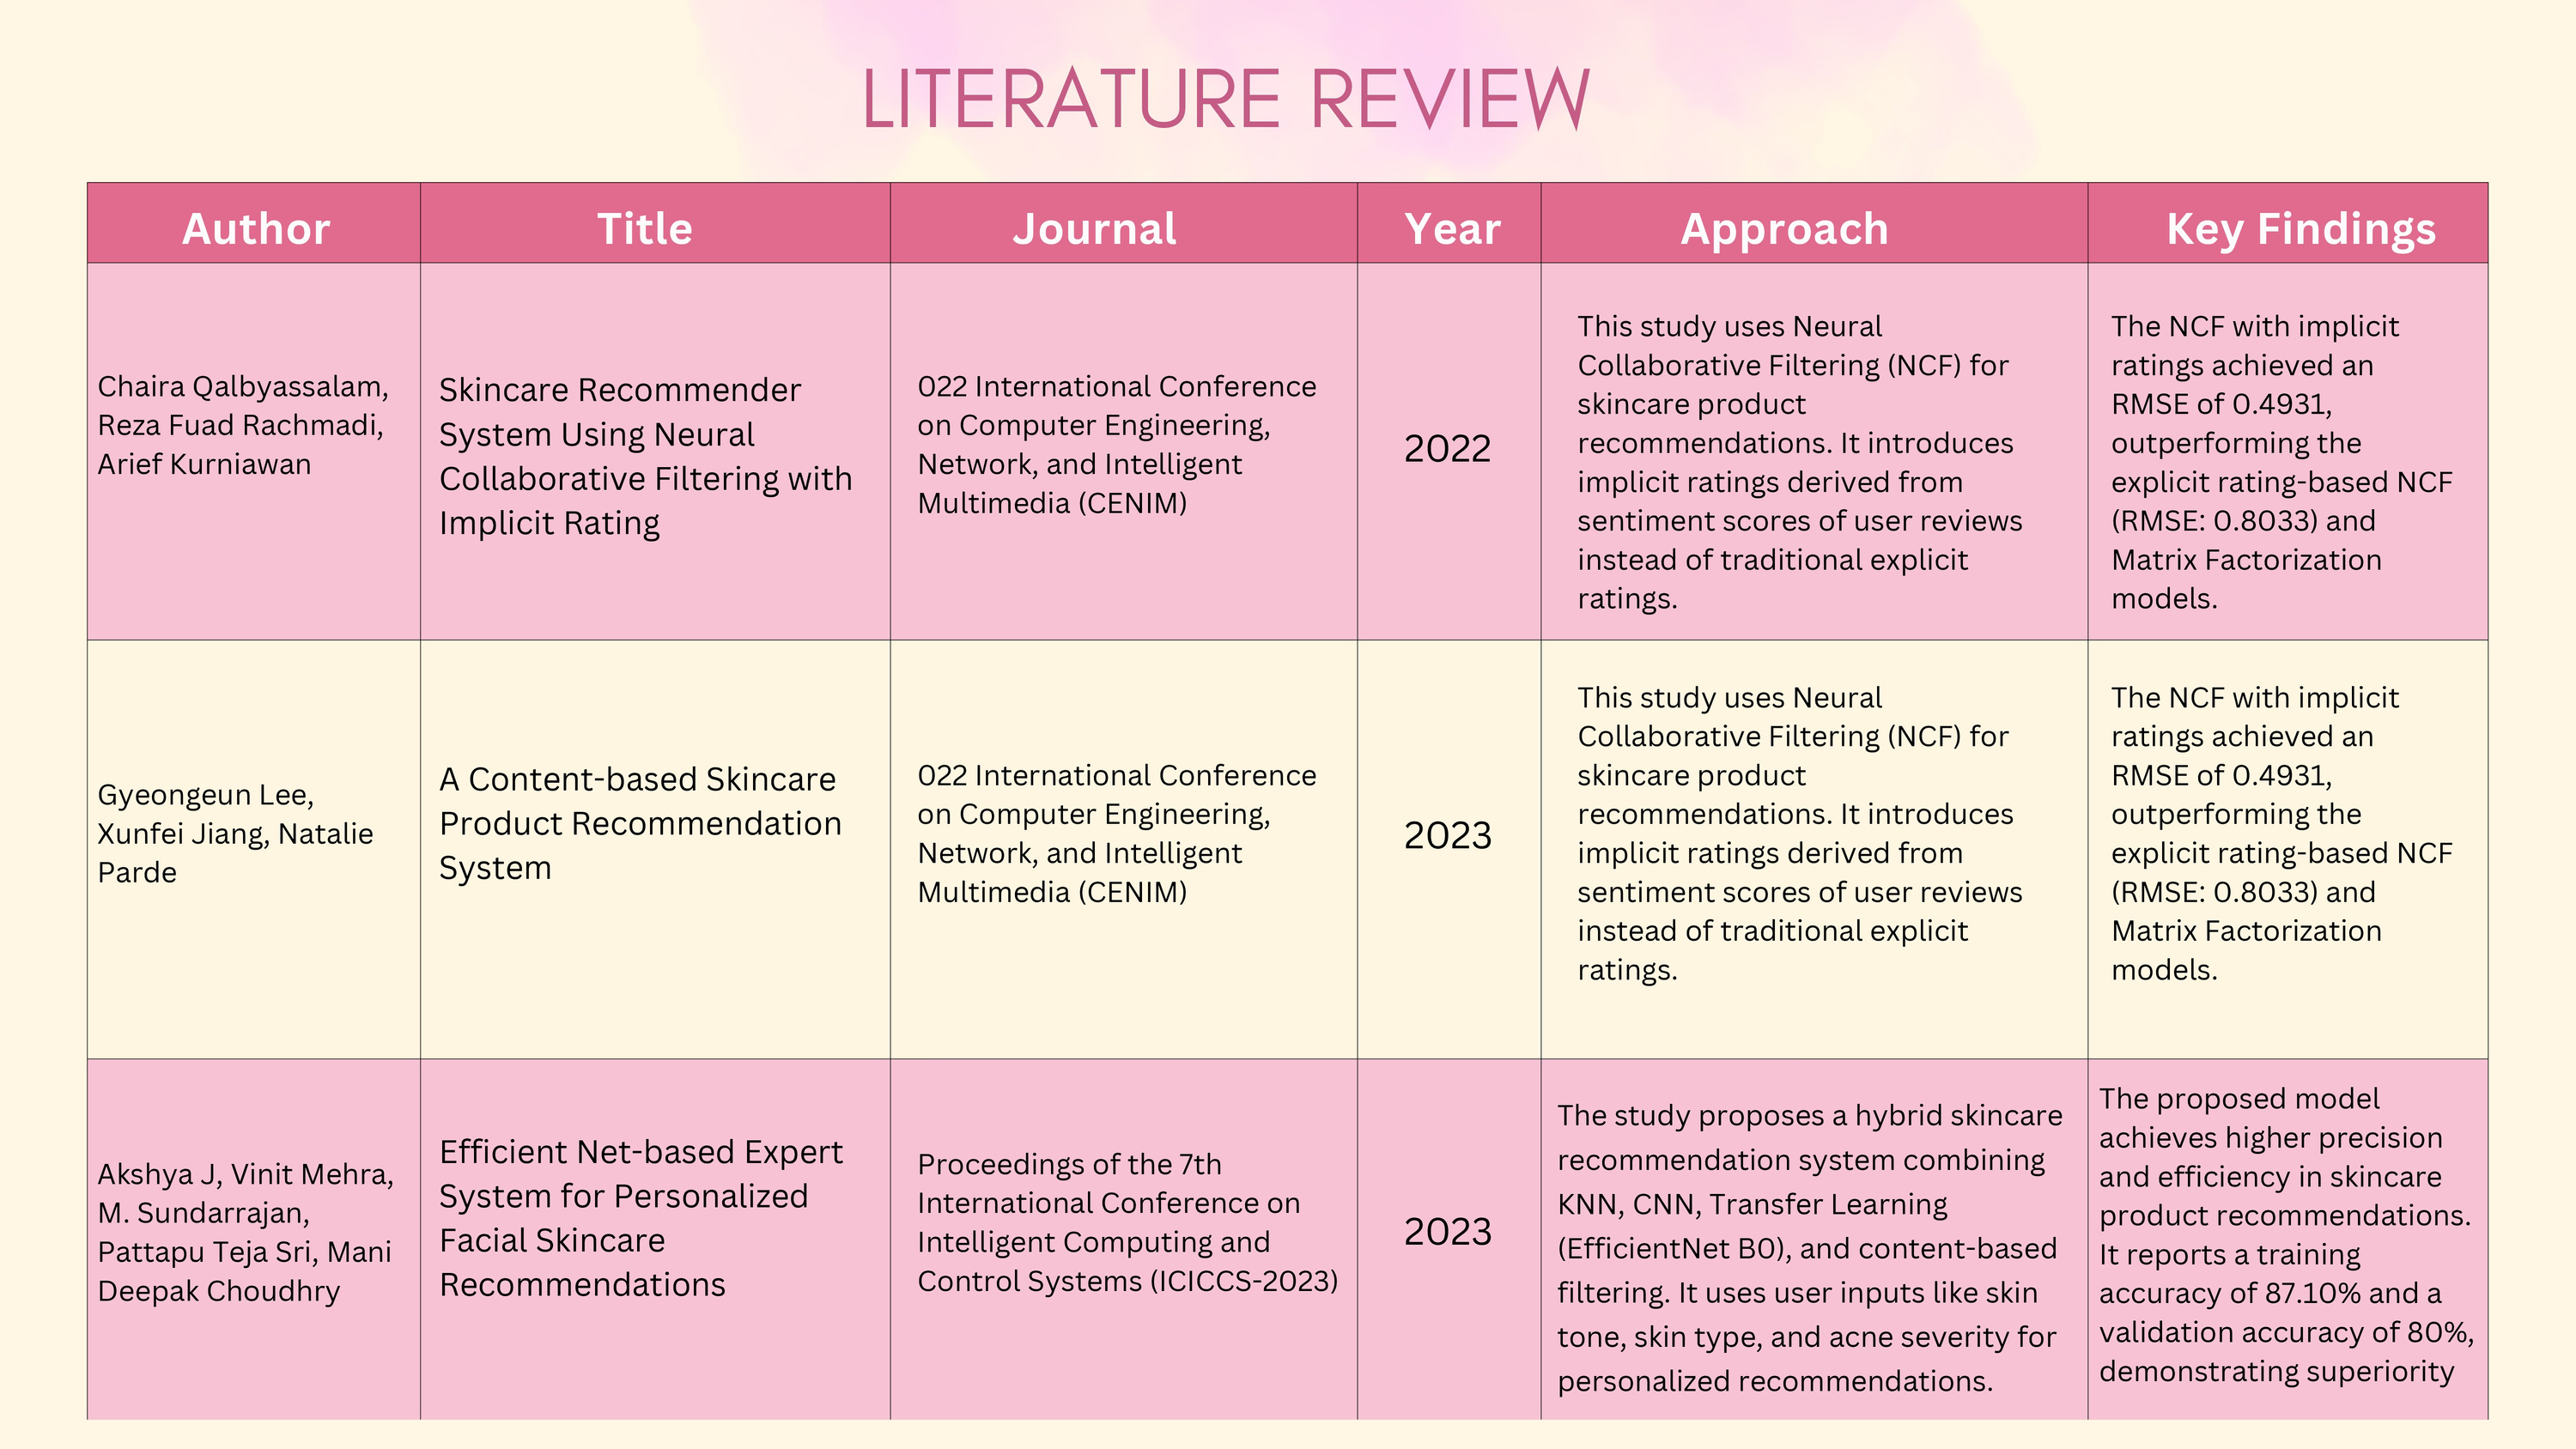 LITERATURE REVIEW
Author
Title
Journal
Year
Approach
Key Findings
Chaira Qalbyassalam,
Reza Fuad Rachmadi,
Arief Kurniawan
Skincare Recommender
System Using Neural
Collaborative Filtering with
Implicit Rating
022 International Conference
on Computer Engineering,
Network, and Intelligent
Multimedia (CENIM)
2022
This study uses Neural
Collaborative Filtering (NCF) for
skincare product
recommendations. It introduces
implicit ratings derived from
sentiment scores of user reviews
instead of traditional explicit
ratings.
The NCF with implicit
ratings achieved an
RMSE of 0.4931,
outperforming the
explicit rating-based NCF
(RMSE: 0.8033) and
Matrix Factorization
models.
Gyeongeun Lee,
Xunfei Jiang, Natalie
Parde
A Content-based Skincare
Product Recommendation
System
022 International Conference
on Computer Engineering,
Network, and Intelligent
Multimedia (CENIM)
2023
This study uses Neural
Collaborative Filtering (NCF) for
skincare product
recommendations. It introduces
implicit ratings derived from
sentiment scores of user reviews
instead of traditional explicit
ratings.
The NCF with implicit
ratings achieved an
RMSE of 0.4931,
outperforming the
explicit rating-based NCF
(RMSE: 0.8033) and
Matrix Factorization
models.
Akshya J, Vinit Mehra,
M. Sundarrajan,
Pattapu Teja Sri, Mani
Deepak Choudhry
Efficient Net-based Expert
System for Personalized
Facial Skincare
Recommendations
Proceedings of the 7th
International Conference on
Intelligent Computing and
Control Systems (ICICCS-2023)
2023
The study proposes a hybrid skincare
recommendation system combining
KNN, CNN, Transfer Learning
(EfficientNet B0), and content-based
filtering. It uses user inputs like skin
tone, skin type, and acne severity for
personalized recommendations.
The proposed model
achieves higher precision
and efficiency in skincare
product recommendations.
It reports a training
accuracy of 87.10% and a
validation accuracy of 80%,
demonstrating superiority